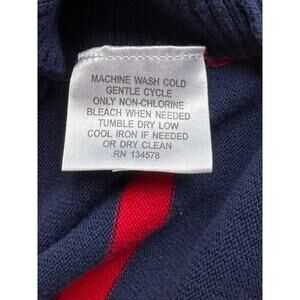 MACHINE WASH COLD
GENTLE CYCLE
ONLY NON-CHLORINE
BLEACH WHEN NEEDED
TUMBLE DRY LOW
COOL IRON IF NEEDED
OR DRY CLEAN
RN 134578